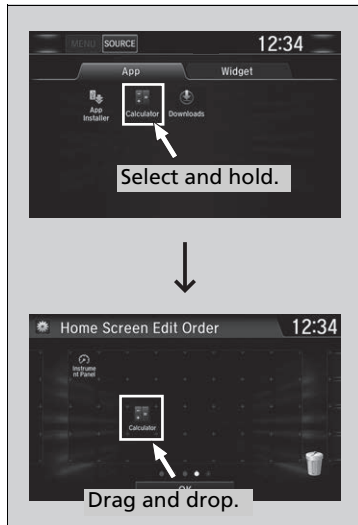 MENU SOURCE 12:34
App Widget
App
Installer
Calculator
Downloads
Select and hold.
Home Screen Edit Order 12:34
Instrume
nt Panel
Calculator
OK
Drag and drop.